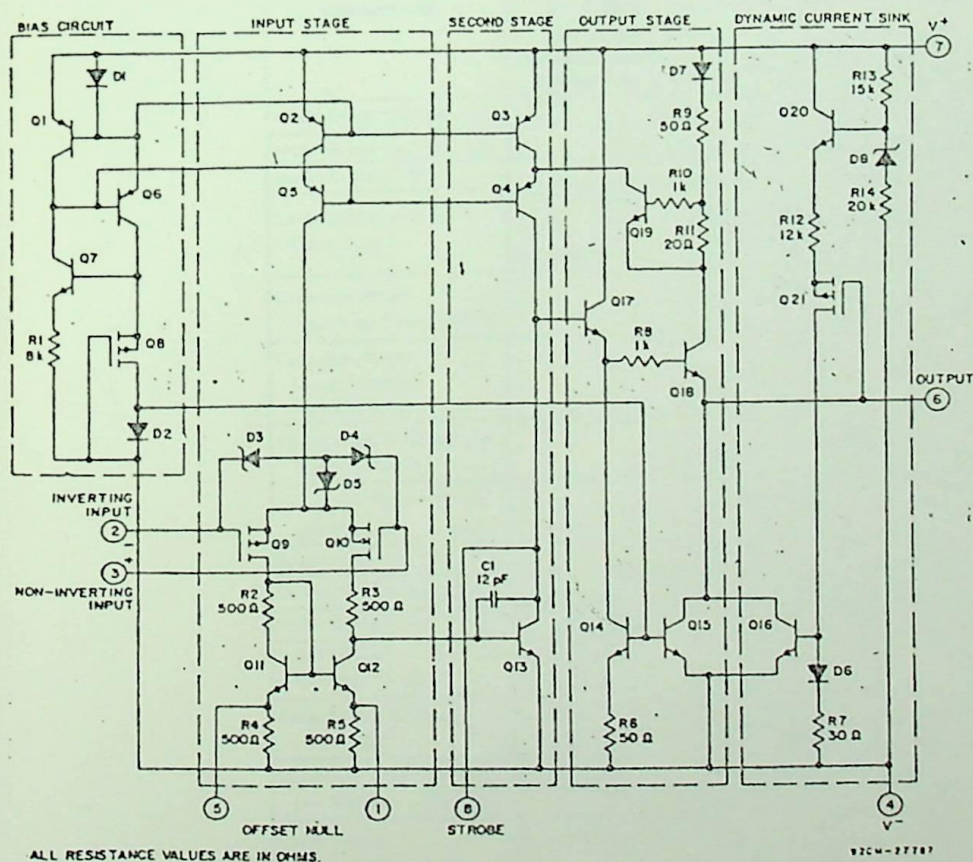 BIAS CIRCUIT
INPUT STAGE
SECOND STAGE
OUTPUT STAGE
DYNAMIC CURRENT SINK
V+
7
D1
Q1
Q2
Q3
D7
R9
50Ω
R13
15k
Q20
D8
Q6
Q5
Q4
R10
1k
Q19
R11
20Ω
R14
20k
R12
12k
Q7
Q17
Q21
R1
8k
Q8
R8
1k
Q18
OUTPUT
6
D2
D3
D4
D5
INVERTING
INPUT
2
-
+
3
NON-INVERTING
INPUT
Q9
Q10
C1
12 pF
R2
500Ω
R3
500Ω
Q11
Q12
Q13
Q14
Q15
Q16
D6
R4
500Ω
R5
500Ω
R6
50Ω
R7
30Ω
5
1
8
4
OFFSET NULL
STROBE
V-
ALL RESISTANCE VALUES ARE IN OHMS.
92CM-27787